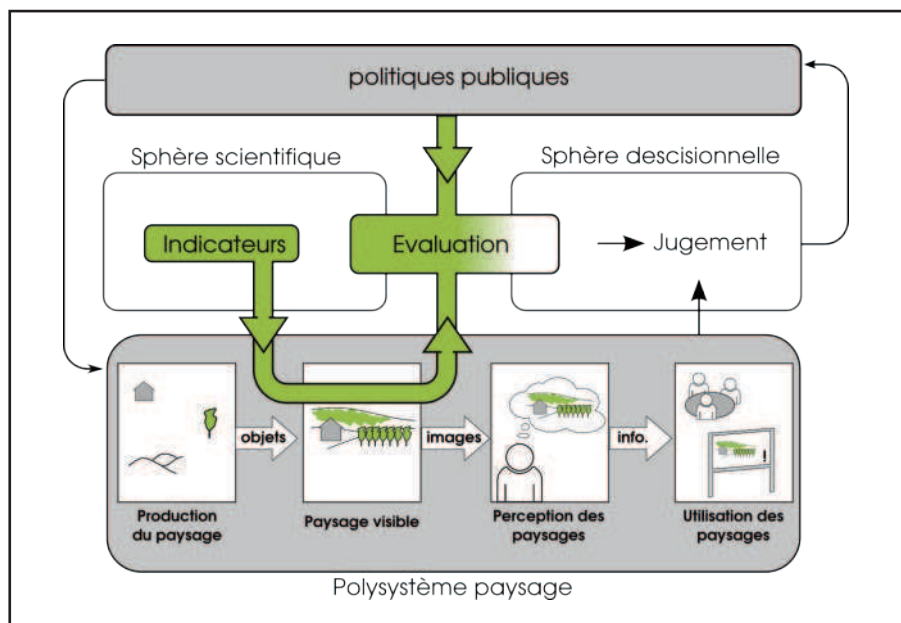 politiques publiques
Sphère scientifique
Sphère descisionnelle
Indicateurs
Evaluation
Jugement
objets
images
info.
Production
du paysage
Paysage visible
Perception des
paysages
Utilisation des
paysages
Polysystème paysage